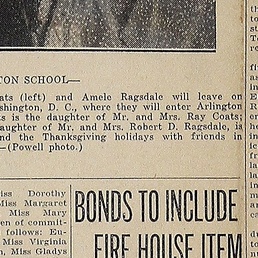 TON SCHOOL—
ats (left) and Amele Ragsdale will leave on
shington, D. C., where they will enter Arlington
ts is the daughter of Mr. and Mrs. Ray Coats;
aughter of Mr. and Mrs. Robert D. Ragsdale, is
nd the Thanksgiving holidays with friends in
—(Powell photo.)
iss Dorothy
Miss Margaret
Miss Mary
en of commit-
follows: Eu-
Miss Virginia
n, Miss Gladys
BONDS TO INCLUDE
FIRE HOUSE ITEM